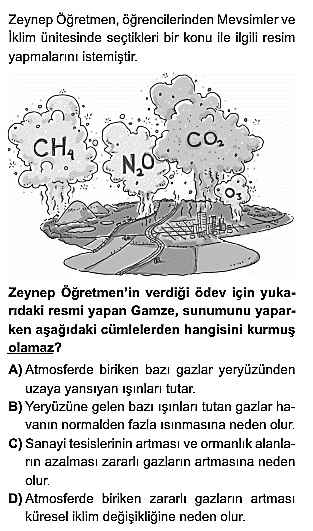 Zeynep Öğretmen, öğrencilerinden Mevsimler ve
İklim ünitesinde seçtikleri bir konu ile ilgili resim
yapmalarını istemiştir.
CH₄
N₂O
CO₂
O₃
Zeynep Öğretmen'in verdiği ödev için yuka-
rıdaki resmi yapan Gamze, sunumunu yapar-
ken aşağıdaki cümlelerden hangisini kurmuş
olamaz?
A) Atmosferde biriken bazı gazlar yeryüzünden
uzaya yansıyan ışınları tutar.
B) Yeryüzüne gelen bazı ışınları tutan gazlar ha-
vanın normalden fazla ısınmasına neden olur.
C) Sanayi tesislerinin artması ve ormanlık alanla-
rın azalması zararlı gazların artmasına neden
olur.
D) Atmosferde biriken zararlı gazların artması
küresel iklim değişikliğine neden olur.